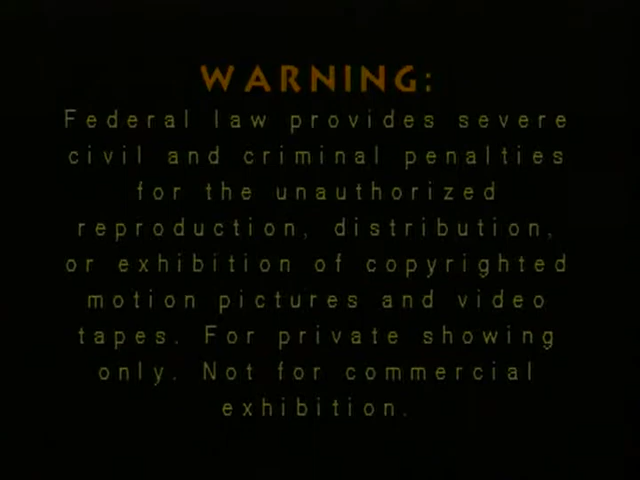 WARNING:
Federal law provides severe
civil and criminal penalties
for the unauthorized
reproduction, distribution,
or exhibition of copyrighted
motion pictures and video
tapes. For private showing
only. Not for commercial
exhibition.